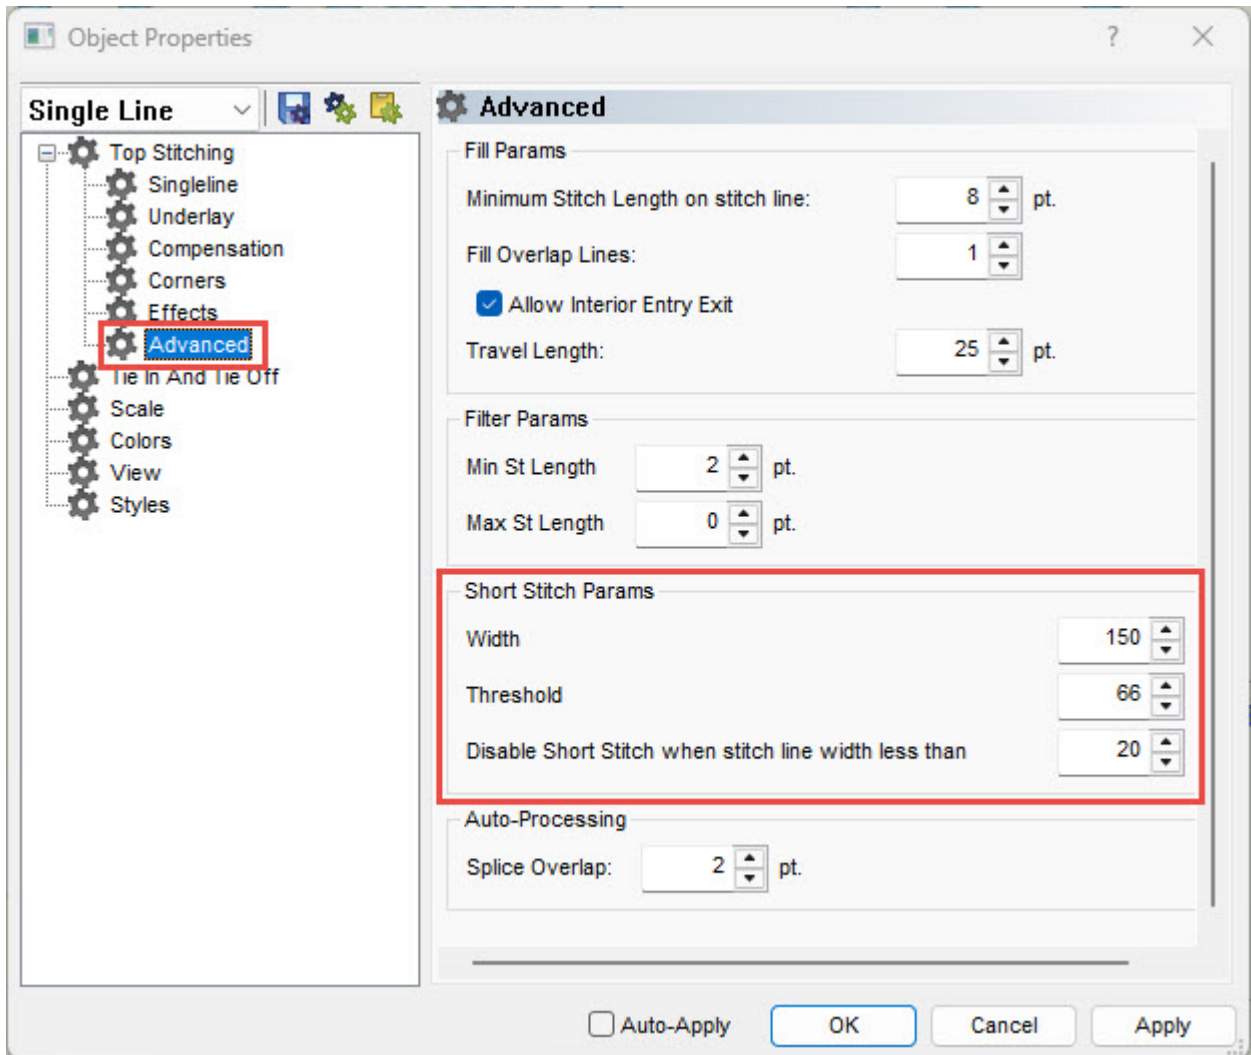 Object Properties
Single Line
Top Stitching
Singleline
Underlay
Compensation
Corners
Effects
Advanced
Tie In And Tie Off
Scale
Colors
View
Styles
Advanced
Fill Params
Minimum Stitch Length on stitch line: 8 pt.
Fill Overlap Lines: 1
Allow Interior Entry Exit
Travel Length: 25 pt.
Filter Params
Min St Length 2 pt.
Max St Length 0 pt.
Short Stitch Params
Width 150
Threshold 66
Disable Short Stitch when stitch line width less than 20
Auto-Processing
Splice Overlap: 2 pt.
Auto-Apply OK Cancel Apply